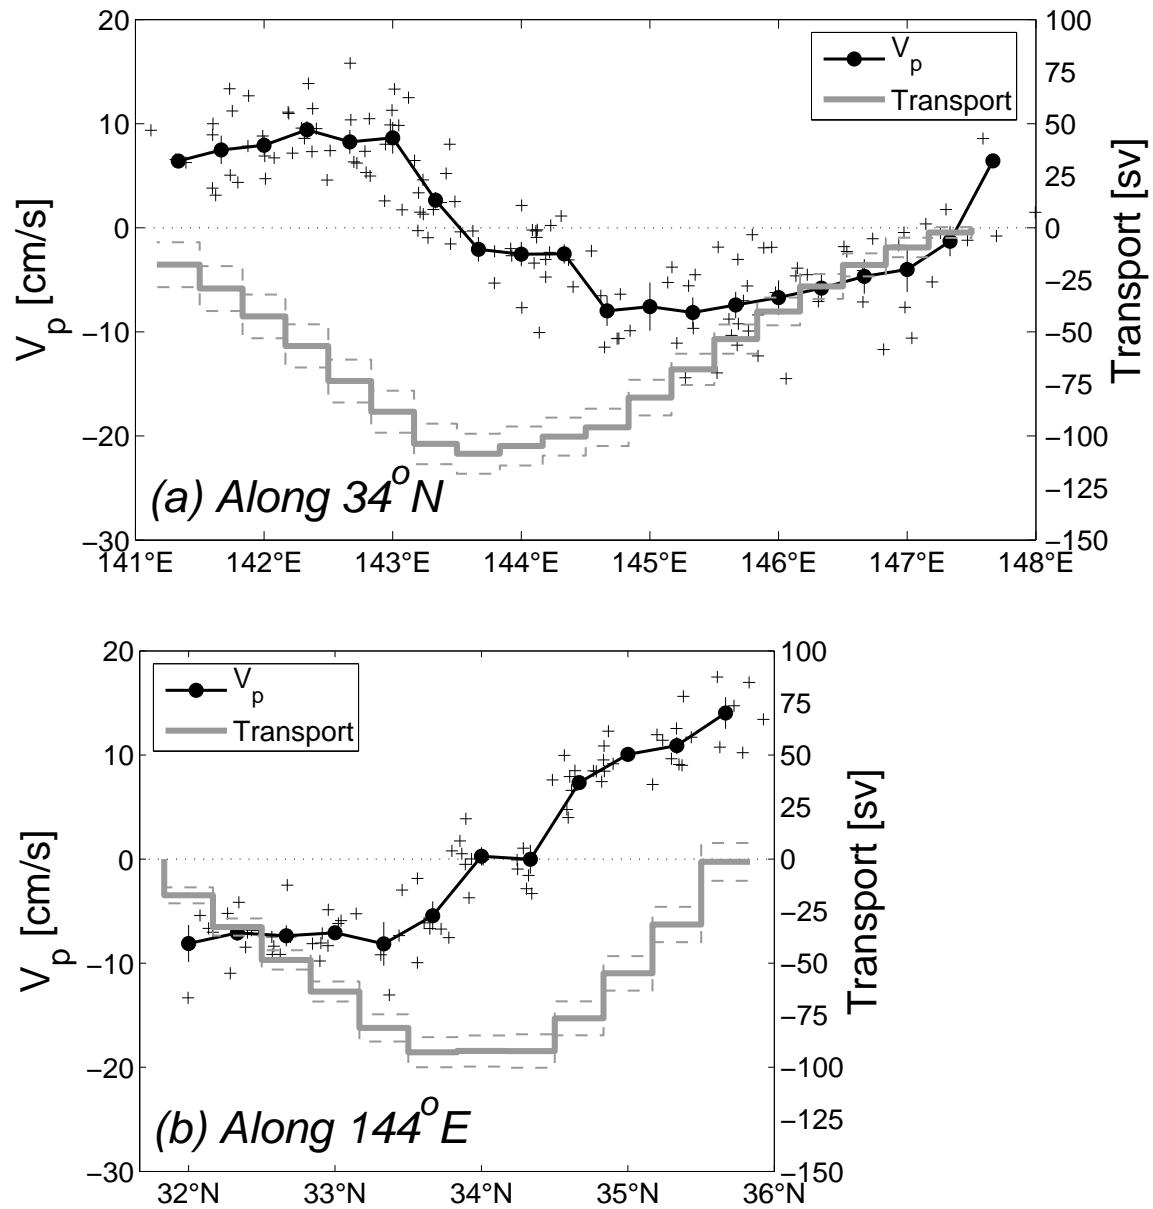 20
10
0
−10
−20
−30
V_p [cm/s]
100
75
50
25
0
−25
−50
−75
−100
−125
−150
Transport [sv]
V_p
Transport
(a) Along 34°N
141°E 142°E 143°E 144°E 145°E 146°E 147°E 148°E
20
10
0
−10
−20
−30
V_p [cm/s]
100
75
50
25
0
−25
−50
−75
−100
−125
−150
Transport [sv]
V_p
Transport
(b) Along 144°E
32°N 33°N 34°N 35°N 36°N